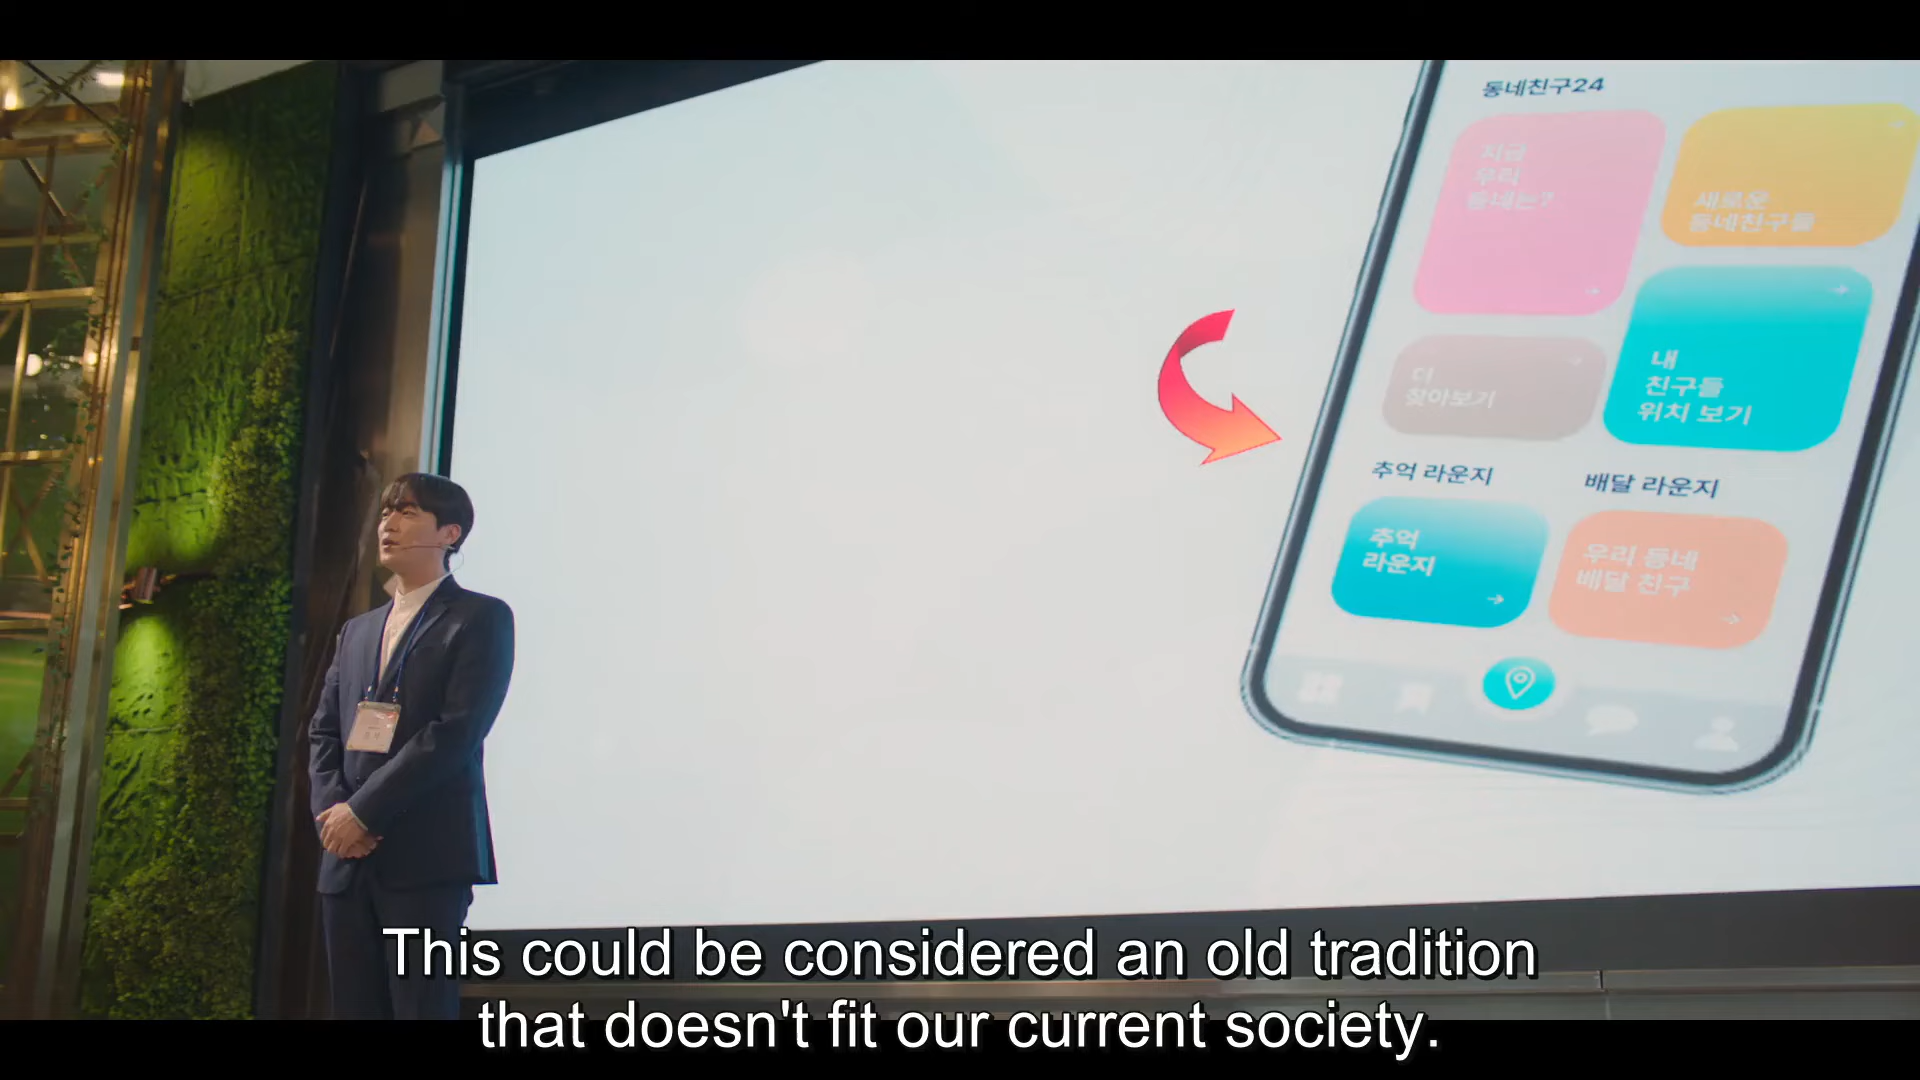 동네친구24
지금
우리
동네는?
새로운
동네친구들
더
찾아보기
내
친구들
위치 보기
추억 라운지
배달 라운지
추억
라운지
우리 동네
배달 친구
This could be considered an old tradition
that doesn't fit our current society.